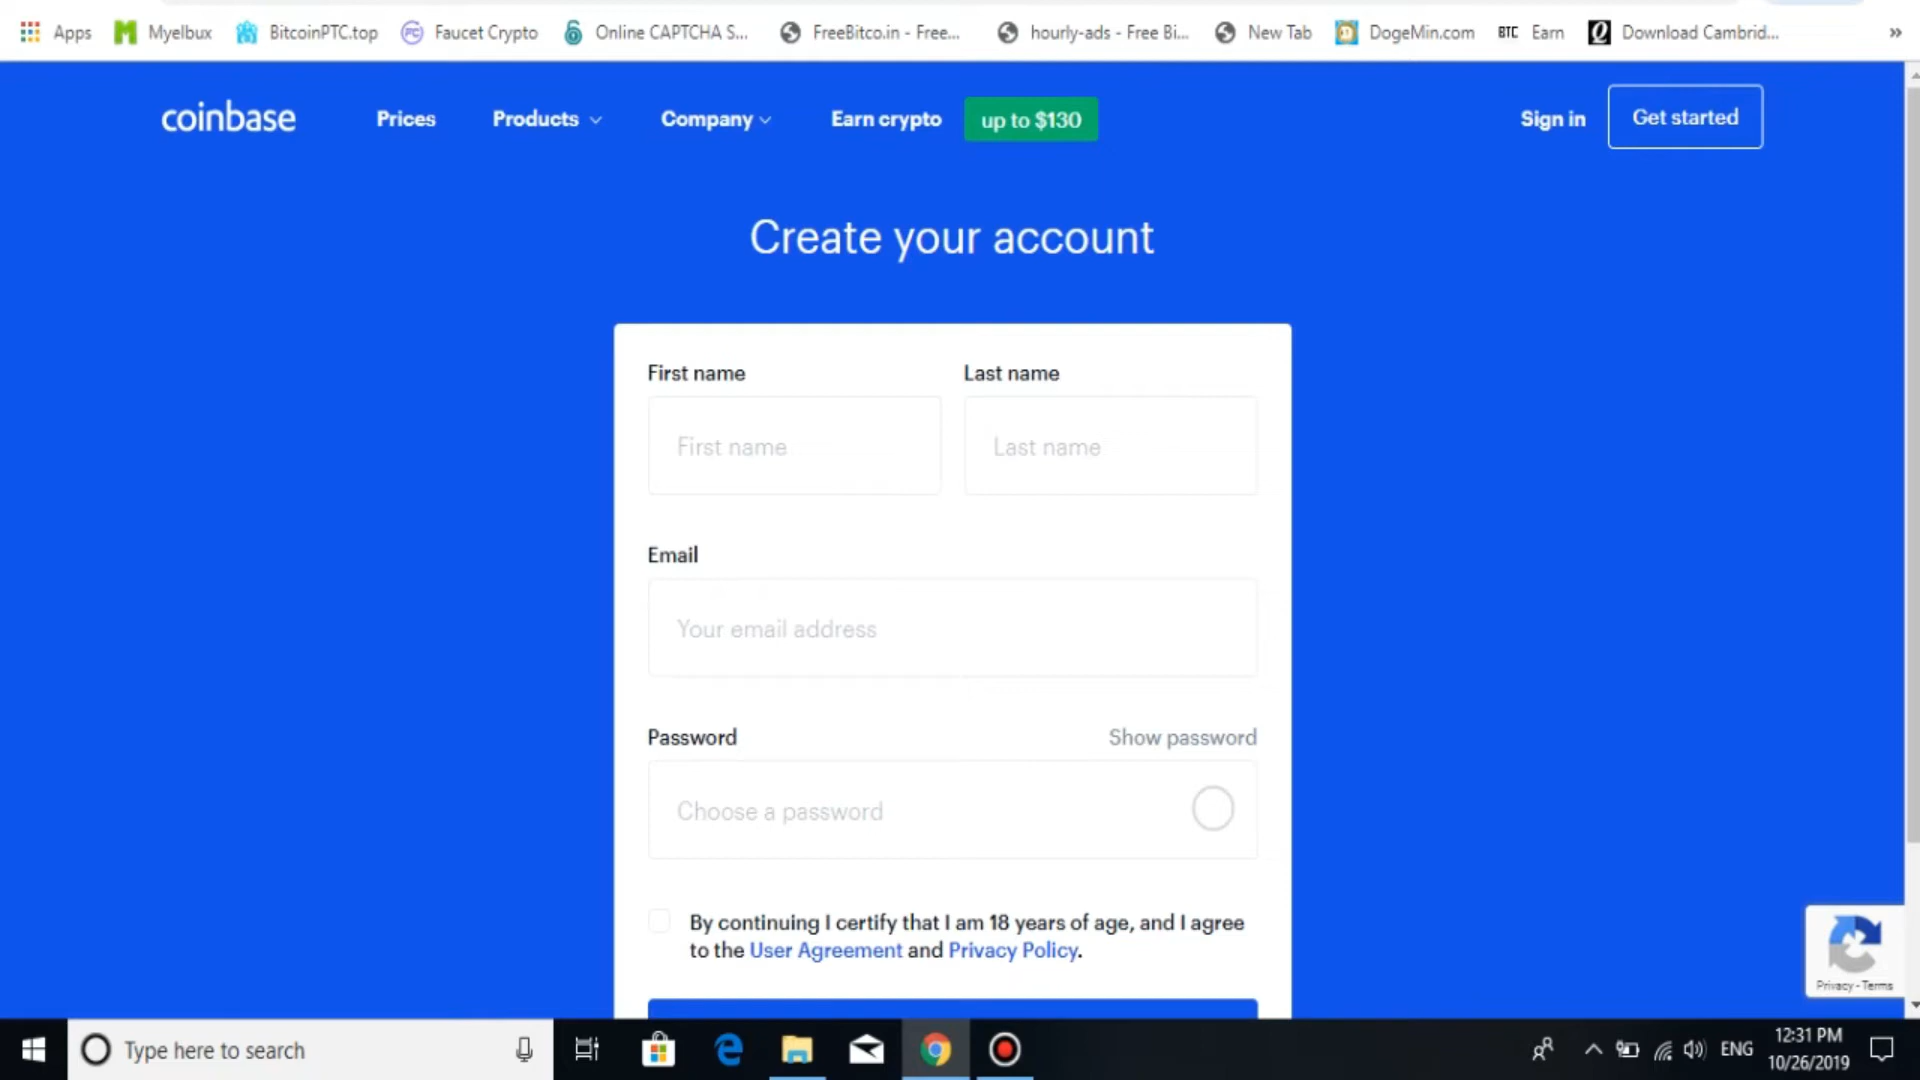 Apps Myelbux BitcoinPTC.top Faucet Crypto Online CAPTCHA S... FreeBitco.in - Free... hourly-ads - Free Bi... New Tab DogeMin.com BTC Earn Download Cambrid... »
coinbase Prices Products Company Earn crypto up to $130 Sign in Get started
Create your account
First name Last name
First name Last name
Email
Your email address
Password Show password
Choose a password
By continuing I certify that I am 18 years of age, and I agree
to the User Agreement and Privacy Policy.
Privacy - Terms
Type here to search ENG 12:31 PM
10/26/2019